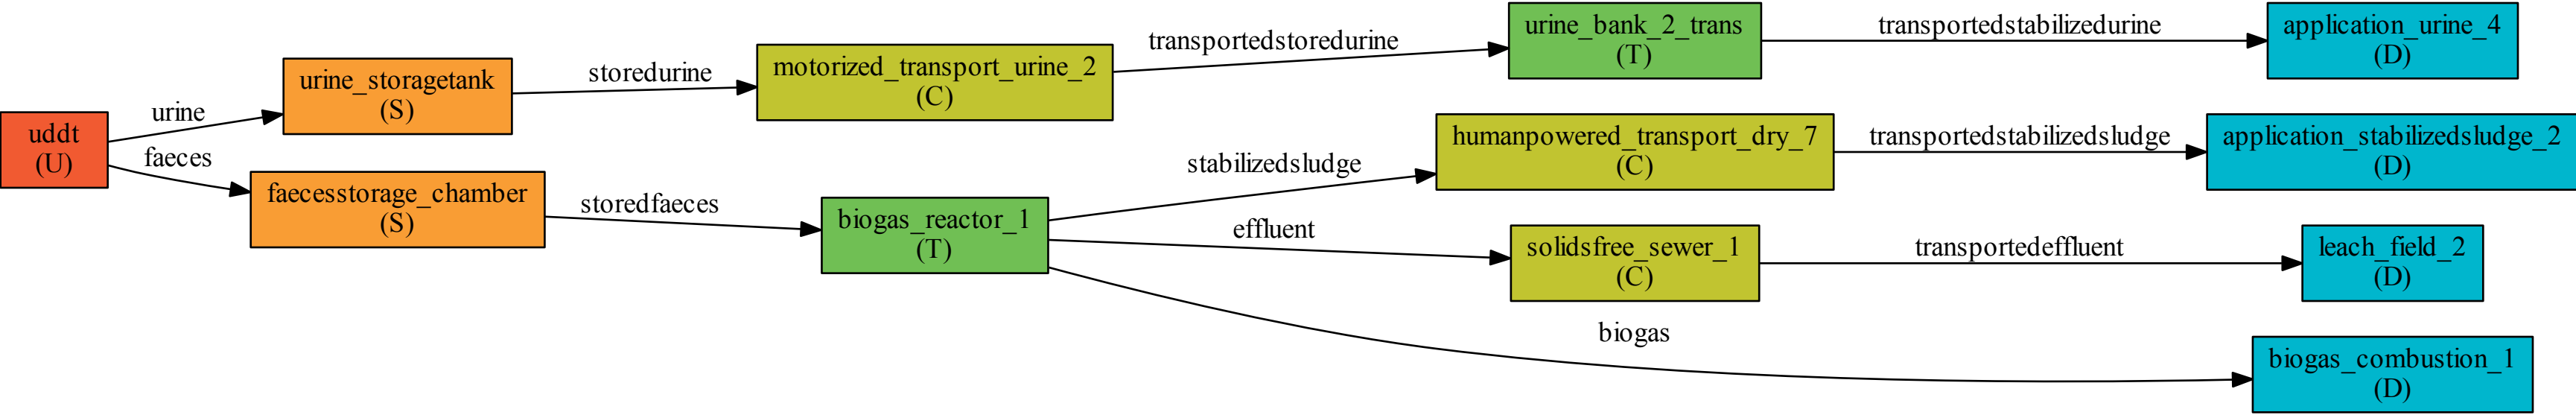 uddt
(U)
urine
faeces
urine_storagetank
(S)
faecesstorage_chamber
(S)
storedurine
storedfaeces
motorized_transport_urine_2
(C)
biogas_reactor_1
(T)
transportedstoredurine
stabilizedsludge
effluent
biogas
urine_bank_2_trans
(T)
humanpowered_transport_dry_7
(C)
solidsfree_sewer_1
(C)
transportedstabilizedurine
transportedstabilizedsludge
transportedeffluent
application_urine_4
(D)
application_stabilizedsludge_2
(D)
leach_field_2
(D)
biogas_combustion_1
(D)